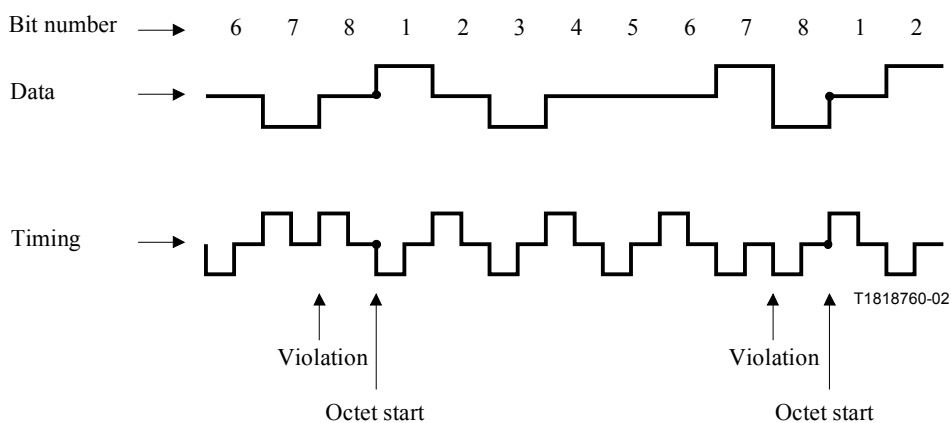 Bit number 6 7 8 1 2 3 4 5 6 7 8 1 2
Data
Timing
T1818760-02
Violation Violation
Octet start Octet start